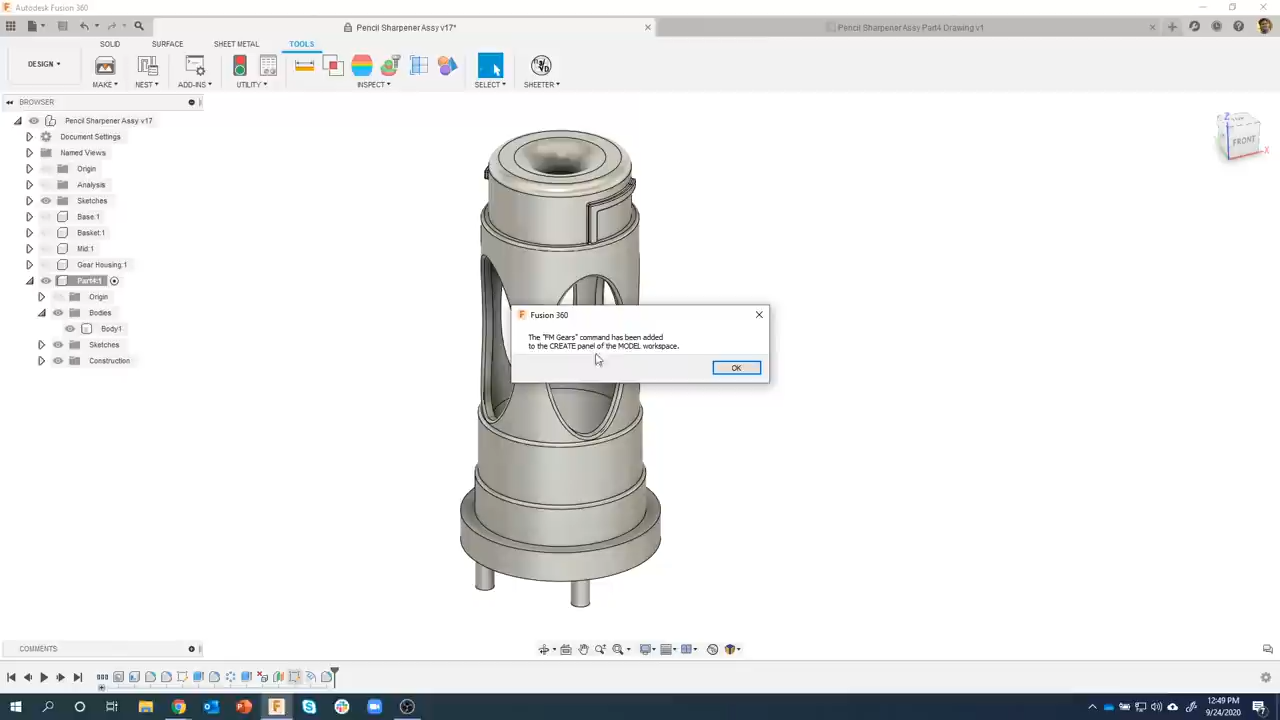 Autodesk Fusion 360
Pencil Sharpener Assy v17*
Pencil Sharpener Assy Part4 Drawing v1
SOLID
SURFACE
SHEET METAL
TOOLS
DESIGN
MAKE
NEST
ADD-INS
UTILITY
INSPECT
SELECT
SHEETER
BROWSER
Pencil Sharpener Assy v17
Document Settings
Named Views
Origin
Analysis
Sketches
Base:1
Basket:1
Mid:1
Gear Housing:1
Part4:1
Origin
Bodies
Body1
Sketches
Construction
Z
FRONT
X
Fusion 360
The "FM Gears" command has been added
to the CREATE panel of the MODEL workspace.
OK
COMMENTS
12:49 PM
9/24/2020